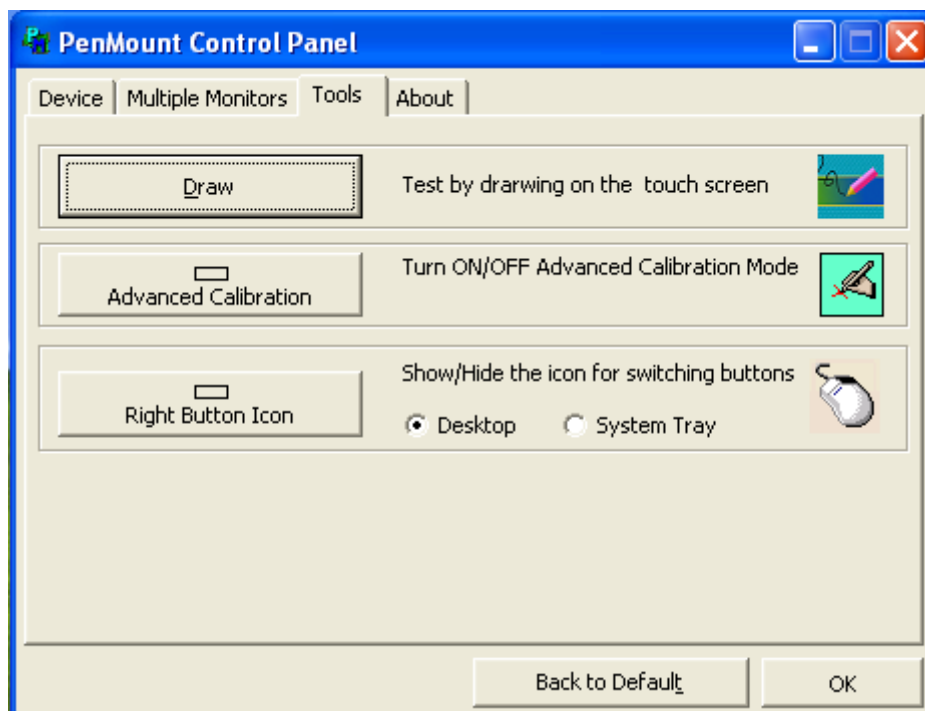 PenMount Control Panel
Device Multiple Monitors Tools About
Draw Test by drarwing on the touch screen
Turn ON/OFF Advanced Calibration Mode
Advanced Calibration
Show/Hide the icon for switching buttons
Right Button Icon
Desktop System Tray
Back to Default OK